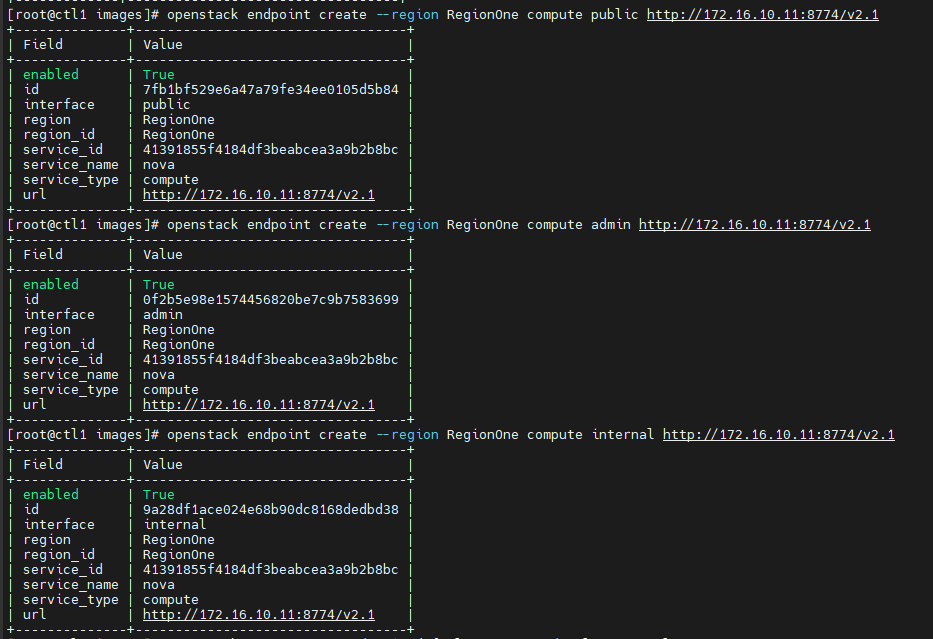 [root@ctl1 images]# openstack endpoint create --region RegionOne compute public http://172.16.10.11:8774/v2.1
+--------------+----------------------------------+
| Field        | Value                            |
+--------------+----------------------------------+
| enabled      | True                             |
| id           | 7fb1bf529e6a47a79fe34ee0105d5b84 |
| interface    | public                           |
| region       | RegionOne                        |
| region_id    | RegionOne                        |
| service_id   | 41391855f4184df3beabcea3a9b2b8bc |
| service_name | nova                             |
| service_type | compute                          |
| url          | http://172.16.10.11:8774/v2.1    |
+--------------+----------------------------------+
[root@ctl1 images]# openstack endpoint create --region RegionOne compute admin http://172.16.10.11:8774/v2.1
+--------------+----------------------------------+
| Field        | Value                            |
+--------------+----------------------------------+
| enabled      | True                             |
| id           | 0f2b5e98e1574456820be7c9b7583699 |
| interface    | admin                            |
| region       | RegionOne                        |
| region_id    | RegionOne                        |
| service_id   | 41391855f4184df3beabcea3a9b2b8bc |
| service_name | nova                             |
| service_type | compute                          |
| url          | http://172.16.10.11:8774/v2.1    |
+--------------+----------------------------------+
[root@ctl1 images]# openstack endpoint create --region RegionOne compute internal http://172.16.10.11:8774/v2.1
+--------------+----------------------------------+
| Field        | Value                            |
+--------------+----------------------------------+
| enabled      | True                             |
| id           | 9a28df1ace024e68b90dc8168dedbd38 |
| interface    | internal                         |
| region       | RegionOne                        |
| region_id    | RegionOne                        |
| service_id   | 41391855f4184df3beabcea3a9b2b8bc |
| service_name | nova                             |
| service_type | compute                          |
| url          | http://172.16.10.11:8774/v2.1    |
+--------------+----------------------------------+